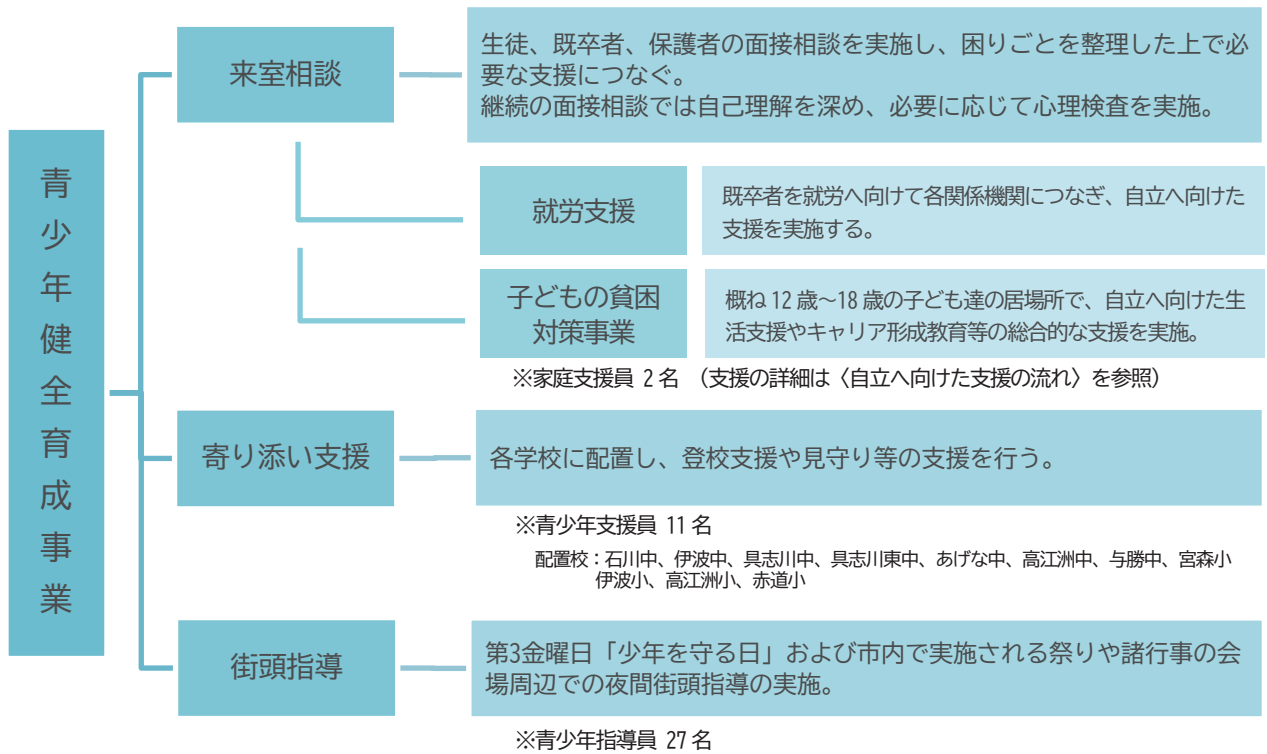 青少年健全育成事業
来室相談
生徒、既卒者、保護者の面接相談を実施し、困りごとを整理した上で必
要な支援につなぐ。
継続の面接相談では自己理解を深め、必要に応じて心理検査を実施。
就労支援
既卒者を就労へ向けて各関係機関につなぎ、自立へ向けた
支援を実施する。
子どもの貧困
対策事業
概ね 12 歳～18 歳の子ども達の居場所で、自立へ向けた生
活支援やキャリア形成教育等の総合的な支援を実施。
※家庭支援員 2 名 （支援の詳細は〈自立へ向けた支援の流れ〉を参照）
寄り添い支援
各学校に配置し、登校支援や見守り等の支援を行う。
※青少年支援員 11 名
配置校：石川中、伊波中、具志川中、具志川東中、あげな中、高江洲中、与勝中、宮森小
伊波小、高江洲小、赤道小
街頭指導
第3金曜日「少年を守る日」および市内で実施される祭りや諸行事の会
場周辺での夜間街頭指導の実施。
※青少年指導員 27 名